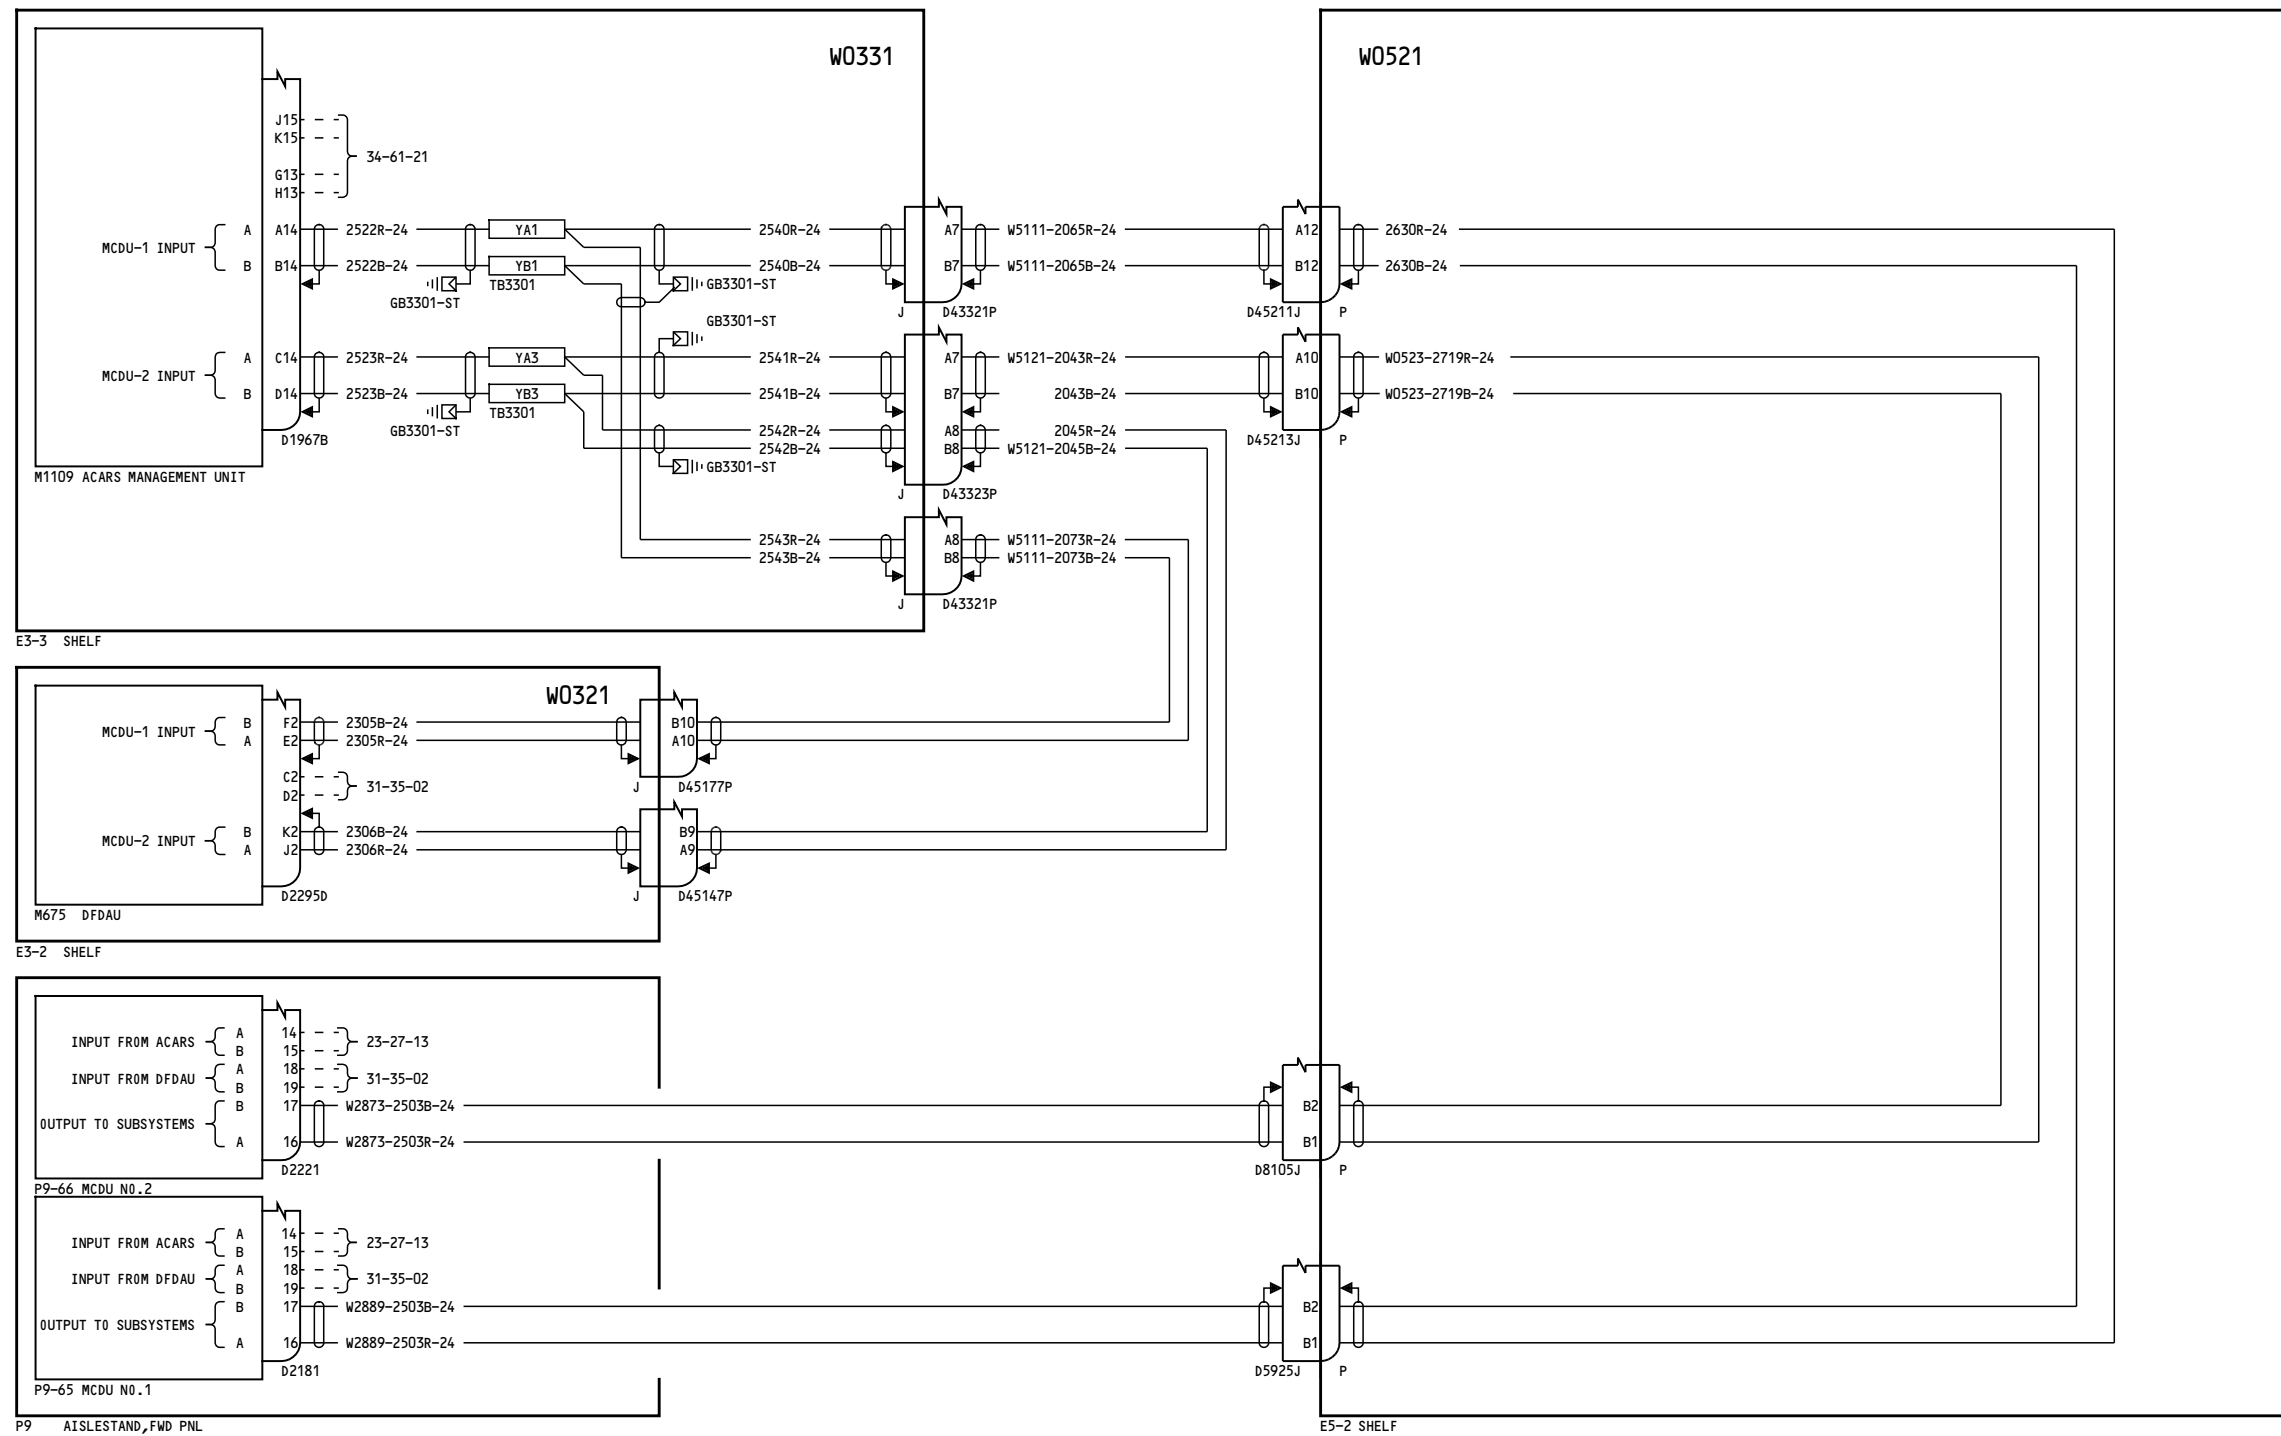 W0331
J15
K15
34-61-21
G13
H13
MCDU-1 INPUT
A A14 2522R-24 YA1 2540R-24 A7 W5111-2065R-24
B B14 2522B-24 YB1 2540B-24 B7 W5111-2065B-24
GB3301-ST TB3301 GB3301-ST
J D43321P
GB3301-ST
MCDU-2 INPUT
A C14 2523R-24 YA3 2541R-24 A7 W5121-2043R-24
B D14 2523B-24 YB3 2541B-24 B7 2043B-24
GB3301-ST TB3301
2542R-24 A8 2045R-24
2542B-24 B8 W5121-2045B-24
GB3301-ST
D1967B
J D43323P
M1109 ACARS MANAGEMENT UNIT
2543R-24 A8 W5111-2073R-24
2543B-24 B8 W5111-2073B-24
J D43321P
E3-3 SHELF
W0521
A12 2630R-24
B12 2630B-24
D45211J P
A10 W0523-2719R-24
B10 W0523-2719B-24
D45213J P
W0321
MCDU-1 INPUT
B F2 2305B-24 B10
A E2 2305R-24 A10
J D45177P
C2
D2
31-35-02
MCDU-2 INPUT
B K2 2306B-24 B9
A J2 2306R-24 A9
D2295D
J D45147P
M675 DFDAU
E3-2 SHELF
INPUT FROM ACARS
A 14
B 15
23-27-13
INPUT FROM DFDAU
A 18
B 19
31-35-02
OUTPUT TO SUBSYSTEMS
B 17 W2873-2503B-24 B2
A 16 W2873-2503R-24 B1
D2221
D8105J P
P9-66 MCDU NO.2
INPUT FROM ACARS
A 14
B 15
23-27-13
INPUT FROM DFDAU
A 18
B 19
31-35-02
OUTPUT TO SUBSYSTEMS
B 17 W2889-2503B-24 B2
A 16 W2889-2503R-24 B1
D2181
D5925J P
P9-65 MCDU NO.1
P9 AISLESTAND,FWD PNL
E5-2 SHELF